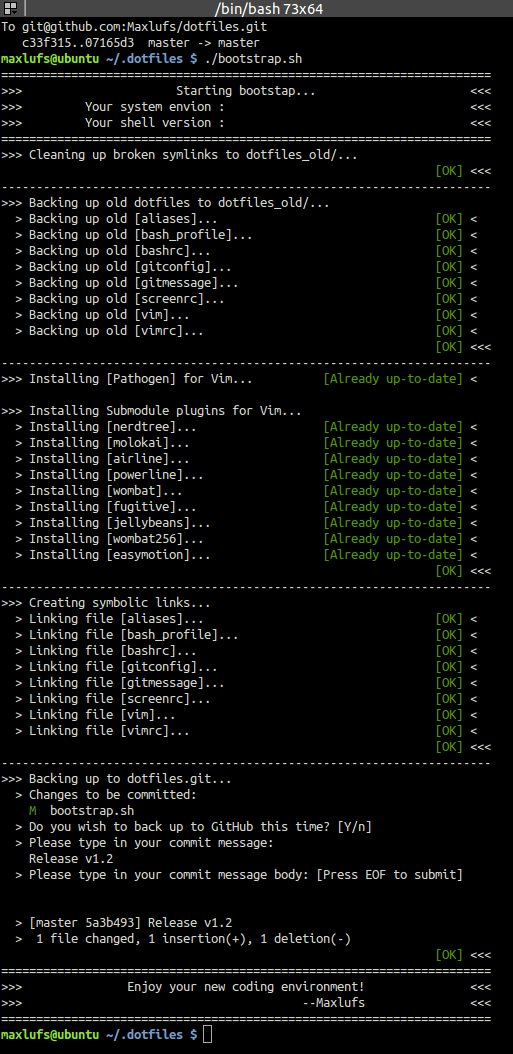 /bin/bash 73x64
To git@github.com:Maxlufs/dotfiles.git
   c33f315..07165d3  master -> master
maxlufs@ubuntu ~/.dotfiles $ ./bootstrap.sh
======================================================================
>>>                      Starting bootstap...                      <<<
>>>         Your system envion :                                   <<<
>>>         Your shell version :                                   <<<
======================================================================
>>> Cleaning up broken symlinks to dotfiles_old/...
                                                              [OK] <<<
----------------------------------------------------------------------
>>> Backing up old dotfiles to dotfiles_old/...
  > Backing up old [aliases]...                               [OK] <
  > Backing up old [bash_profile]...                          [OK] <
  > Backing up old [bashrc]...                                [OK] <
  > Backing up old [gitconfig]...                             [OK] <
  > Backing up old [gitmessage]...                            [OK] <
  > Backing up old [screenrc]...                              [OK] <
  > Backing up old [vim]...                                   [OK] <
  > Backing up old [vimrc]...                                 [OK] <
                                                              [OK] <<<
----------------------------------------------------------------------
>>> Installing [Pathogen] for Vim...          [Already up-to-date] <
>>> Installing Submodule plugins for Vim...
  > Installing [nerdtree]...                  [Already up-to-date] <
  > Installing [molokai]...                   [Already up-to-date] <
  > Installing [airline]...                   [Already up-to-date] <
  > Installing [powerline]...                 [Already up-to-date] <
  > Installing [wombat]...                    [Already up-to-date] <
  > Installing [fugitive]...                  [Already up-to-date] <
  > Installing [jellybeans]...                [Already up-to-date] <
  > Installing [wombat256]...                 [Already up-to-date] <
  > Installing [easymotion]...                [Already up-to-date] <
                                                              [OK] <<<
----------------------------------------------------------------------
>>> Creating symbolic links...
  > Linking file [aliases]...                                 [OK] <
  > Linking file [bash_profile]...                            [OK] <
  > Linking file [bashrc]...                                  [OK] <
  > Linking file [gitconfig]...                               [OK] <
  > Linking file [gitmessage]...                              [OK] <
  > Linking file [screenrc]...                                [OK] <
  > Linking file [vim]...                                     [OK] <
  > Linking file [vimrc]...                                   [OK] <
                                                              [OK] <<<
----------------------------------------------------------------------
>>> Backing up to dotfiles.git...
  > Changes to be committed:
    M  bootstrap.sh
  > Do you wish to back up to GitHub this time? [Y/n]
  > Please type in your commit message:
    Release v1.2
  > Please type in your commit message body: [Press EOF to submit]
  > [master 5a3b493] Release v1.2
  >  1 file changed, 1 insertion(+), 1 deletion(-)
                                                              [OK] <<<
======================================================================
>>>               Enjoy your new coding environment!               <<<
>>>                                        --Maxlufs               <<<
======================================================================
maxlufs@ubuntu ~/.dotfiles $